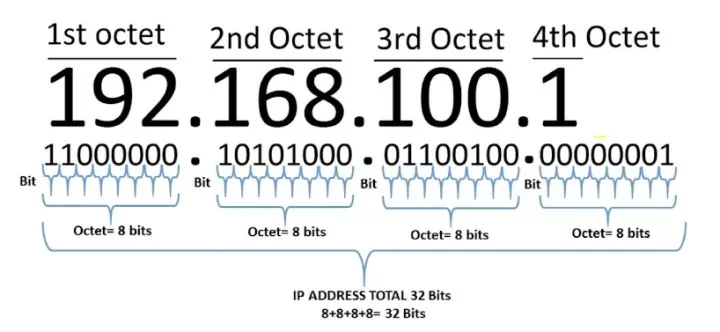 1st octet 2nd Octet 3rd Octet 4th Octet
192.168.100.1
11000000.10101000.01100100.00000001
Bit Bit Bit Bit
Octet= 8 bits Octet= 8 bits Octet= 8 bits Octet= 8 bits
IP ADDRESS TOTAL 32 Bits
8+8+8+8= 32 Bits